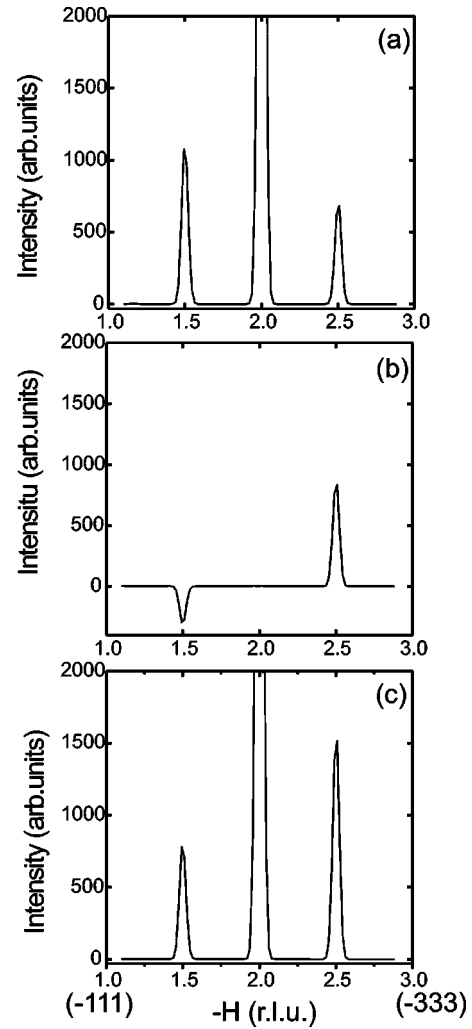 (a)
2000
1500
1000
500
0
Intensity (arb.units)
1.0 1.5 2.0 2.5 3.0
(b)
2000
1500
1000
500
0
Intensitu (arb.units)
1.0 1.5 2.0 2.5 3.0
(c)
2000
1500
1000
500
0
Intensity (arb.units)
1.0 1.5 2.0 2.5 3.0
(-111) -H (r.l.u.) (-333)